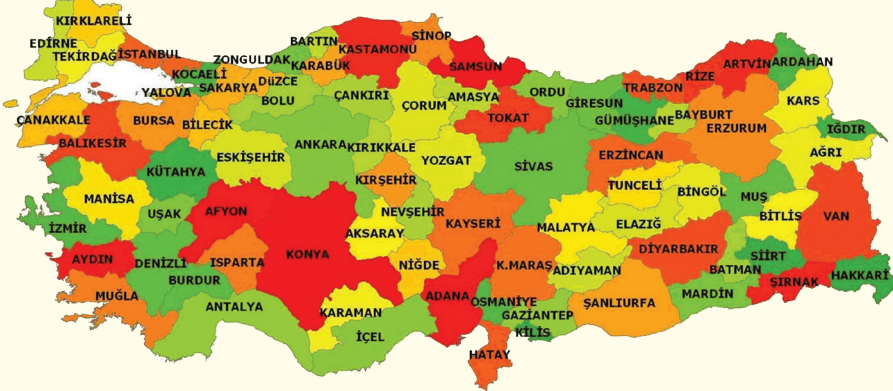 KIRKLARELİ
EDİRNE
TEKİRDAĞ
İSTANBUL
KOCAELİ
YALOVA
SAKARYA
ZONGULDAK
DüZCE
BOLU
BARTIN
KARABÜK
KASTAMONU
SİNOP
SAMSUN
ÇANKIRI
ÇORUM
AMASYA
TOKAT
ORDU
GİRESUN
GÜMÜŞHANE
TRABZON
RİZE
BAYBURT
ARTVİN
ARDAHAN
KARS
ERZURUM
IĞDIR
AĞRI
ÇANAKKALE
BALIKESİR
BURSA
BİLECİK
ESKİŞEHİR
KÜTAHYA
ANKARA
KIRIKKALE
KIRŞEHİR
YOZGAT
SİVAS
ERZİNCAN
TUNCELİ
BİNGÖL
MUŞ
BİTLİS
VAN
MANİSA
UŞAK
İZMİR
AFYON
KONYA
AKSARAY
NEVŞEHİR
KAYSERİ
NİĞDE
MALATYA
ELAZIĞ
DİYARBAKIR
BATMAN
SİİRT
ŞIRNAK
HAKKARİ
AYDIN
DENİZLİ
ISPARTA
BURDUR
MUĞLA
ANTALYA
KARAMAN
İÇEL
ADANA
OSMANİYE
K.MARAŞ
ADIYAMAN
GAZİANTEP
KİLİS
HATAY
ŞANLIURFA
MARDİN